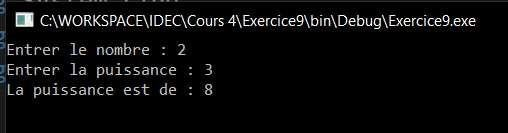 C:\WORKSPACE\IDEC\Cours 4\Exercice9\bin\Debug\Exercice9.exe
Entrer le nombre : 2
Entrer la puissance : 3
La puissance est de : 8